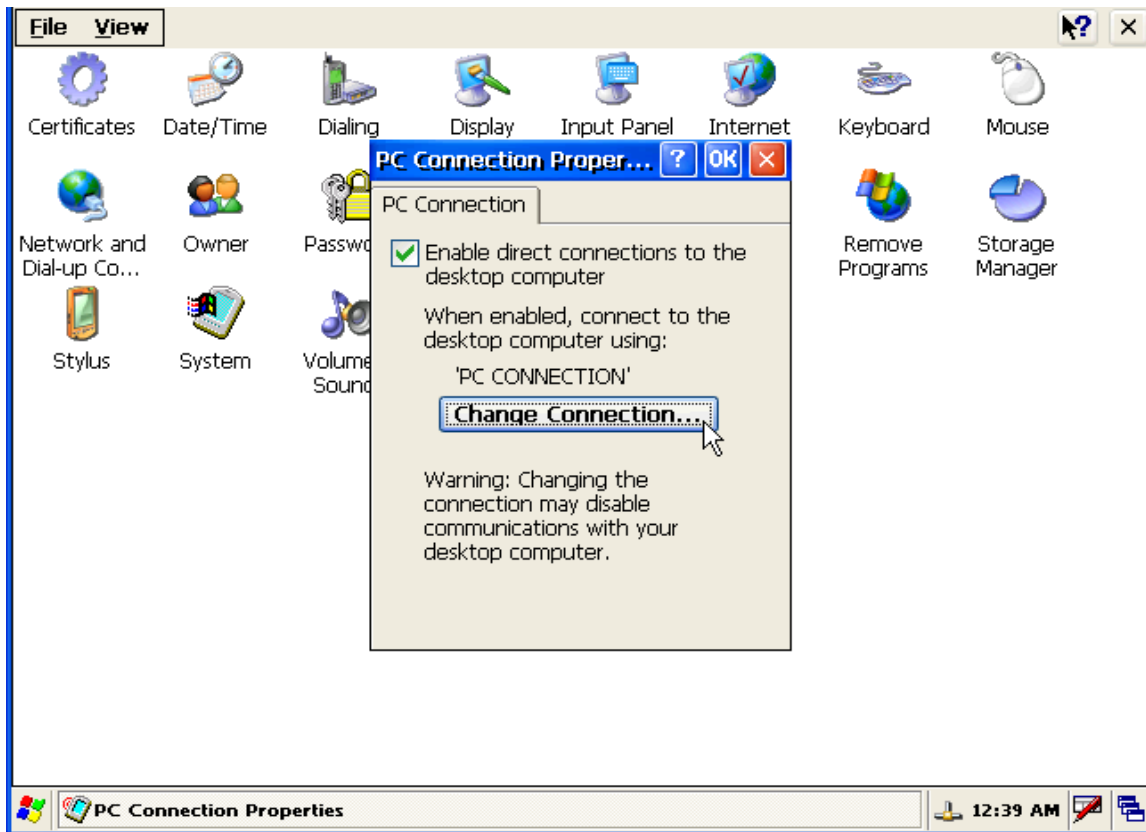 File View
?
×
Certificates
Date/Time
Dialing
Display
Input Panel
Internet
Keyboard
Mouse
Network and
Dial-up Co...
Owner
Passwo
Remove
Programs
Storage
Manager
Stylus
System
Volume
Sound
PC Connection Proper... ? OK ×
PC Connection
Enable direct connections to the
desktop computer
When enabled, connect to the
desktop computer using:
'PC CONNECTION'
Change Connection...
Warning: Changing the
connection may disable
communications with your
desktop computer.
PC Connection Properties
12:39 AM